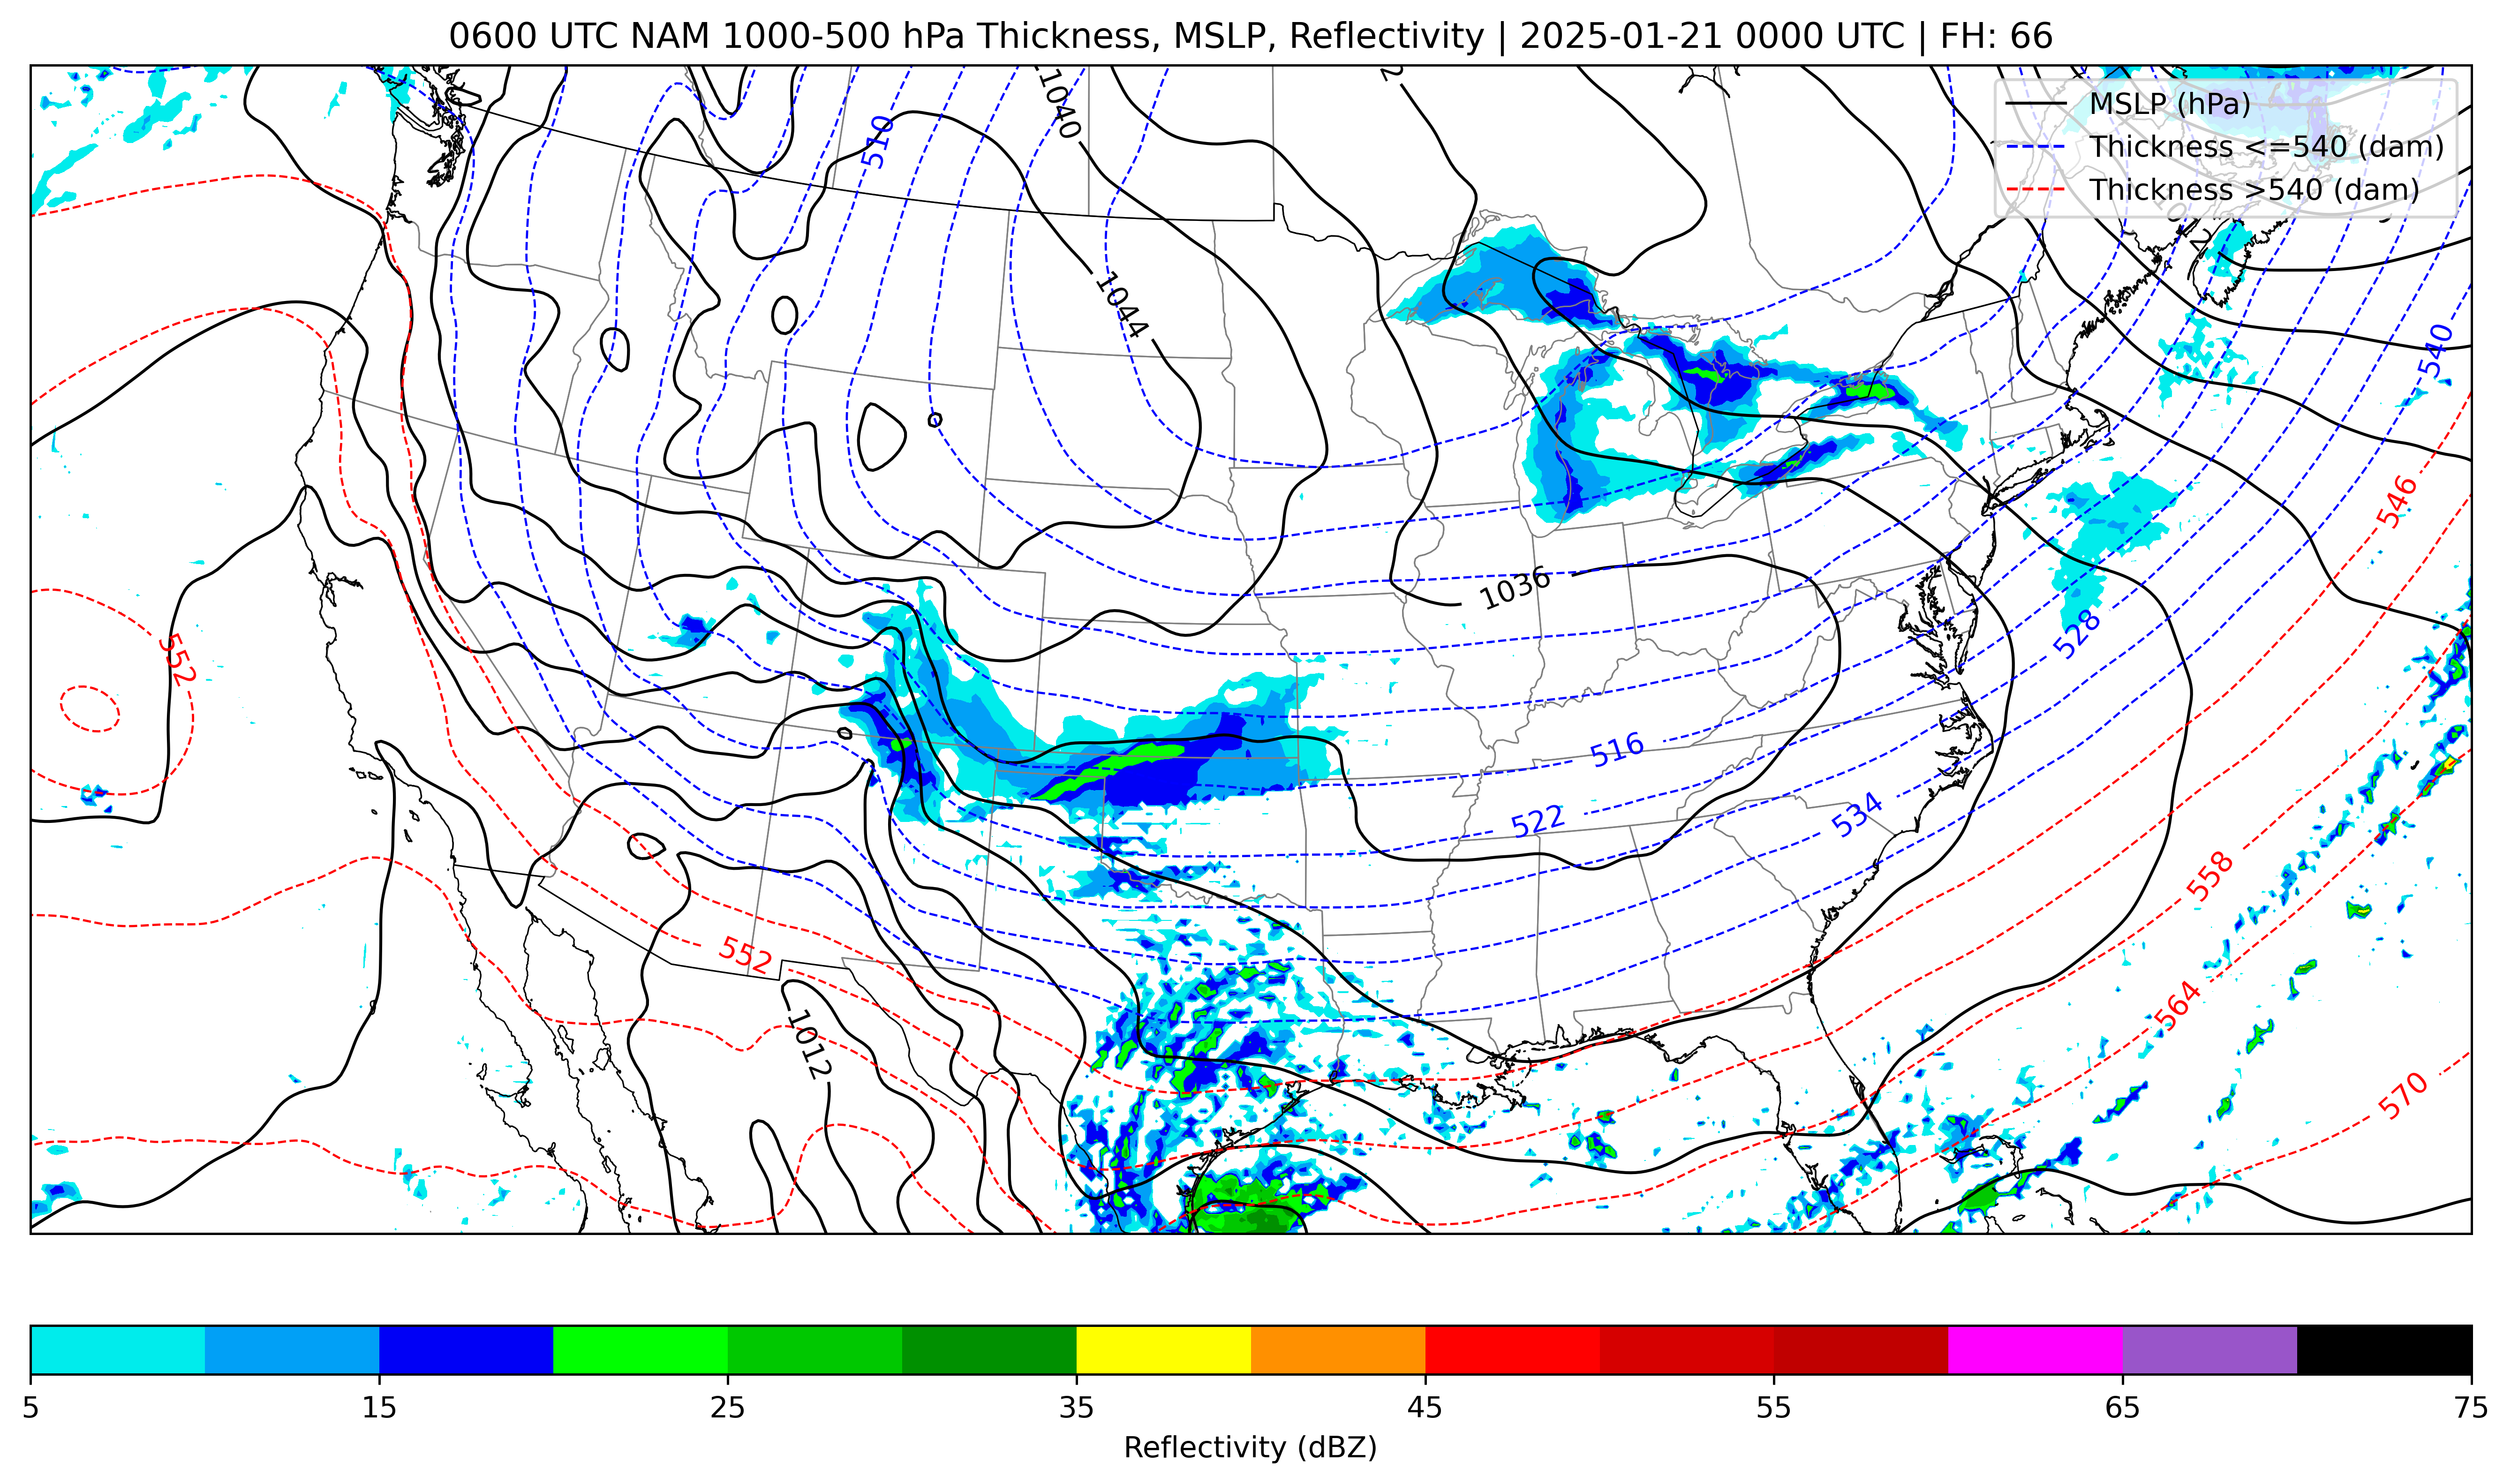 0600 UTC NAM 1000-500 hPa Thickness, MSLP, Reflectivity | 2025-01-21 0000 UTC | FH: 66
MSLP (hPa)
Thickness <=540 (dam)
Thickness >540 (dam)
1040
510
1044
540
546
1036
528
552
516
522
534
558
552
564
1012
570
5 15 25 35 45 55 65 75
Reflectivity (dBZ)